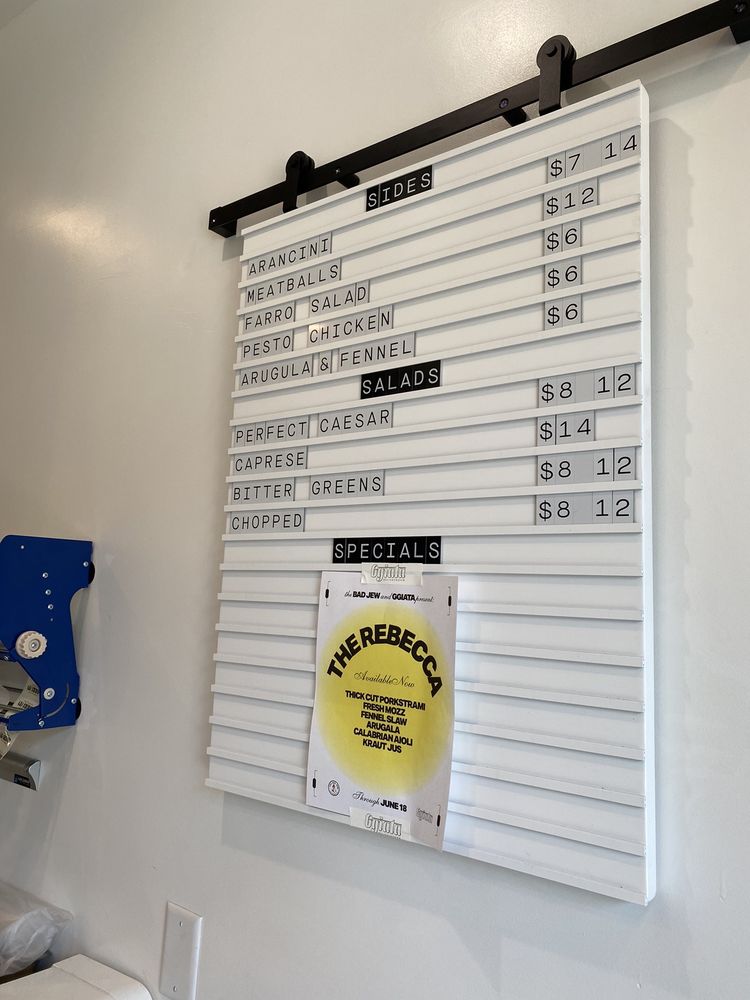 SIDES
ARANCINI $7 14
MEATBALLS $12
FARRO SALAD $6
PESTO CHICKEN $6
ARUGULA & FENNEL $6
SALADS
PERFECT CAESAR $8 12
CAPRESE $14
BITTER GREENS $8 12
CHOPPED $8 12
SPECIALS
Ggiata
the BAD JEW and GGIATA present:
THE REBECCA
Available Now
THICK CUT PORKSTRAMI
FRESH MOZZ
FENNEL SLAW
ARUGALA
CALABRIAN AIOLI
KRAUT JUS
Through JUNE 18
Ggiata
Ggiata